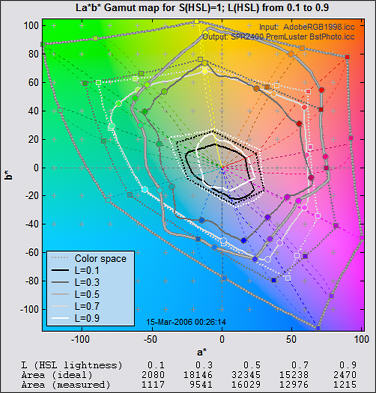 La*b* Gamut map for S(HSL)=1; L(HSL) from 0.1 to 0.9
Input: AdobeRGB1998.icc
Output: SPR2400 PremLuster BstPhoto.icc
100
80
60
40
20
0
-20
-40
-60
-80
-100
b*
Color space
L=0.1
L=0.3
L=0.5
L=0.7
L=0.9
15-Mar-2006 00:26:14
-100 -50 0 50 100
a*
L (HSL lightness) 0.1 0.3 0.5 0.7 0.9
Area (ideal) 2080 18146 32345 15238 2470
Area (measured) 1117 9541 16029 12976 1215